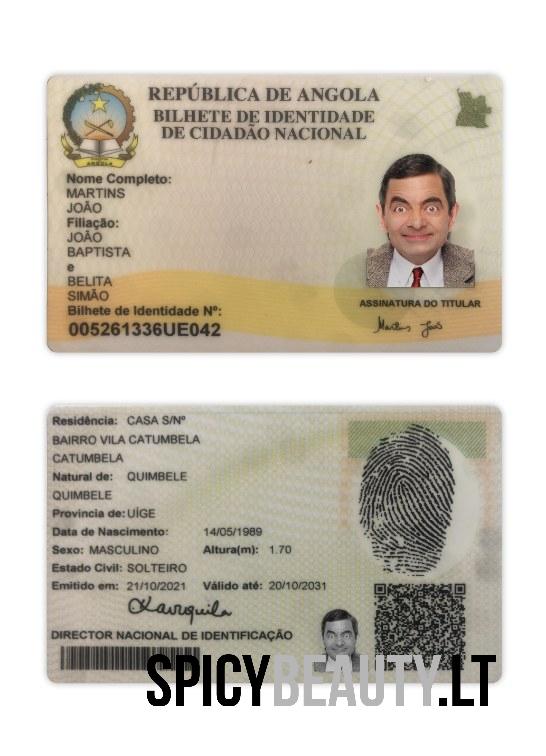 REPÚBLICA DE ANGOLA
BILHETE DE IDENTIDADE
DE CIDADÃO NACIONAL
ANGOLA
Nome Completo:
MARTINS
JOÃO
Filiação:
JOÃO
BAPTISTA
e
BELITA
SIMÃO
Bilhete de Identidade Nº:
005261336UE042
ASSINATURA DO TITULAR
Martins João
Residência: CASA S/Nº
BAIRRO VILA CATUMBELA
CATUMBELA
Natural de: QUIMBELE
QUIMBELE
Provincia de: UÍGE
Data de Nascimento: 14/05/1989
Sexo: MASCULINO Altura(m): 1.70
Estado Civil: SOLTEIRO
Emitido em: 21/10/2021 Válido até: 20/10/2031
DIRECTOR NACIONAL DE IDENTIFICAÇÃO
SPICYBEAUTY.LT